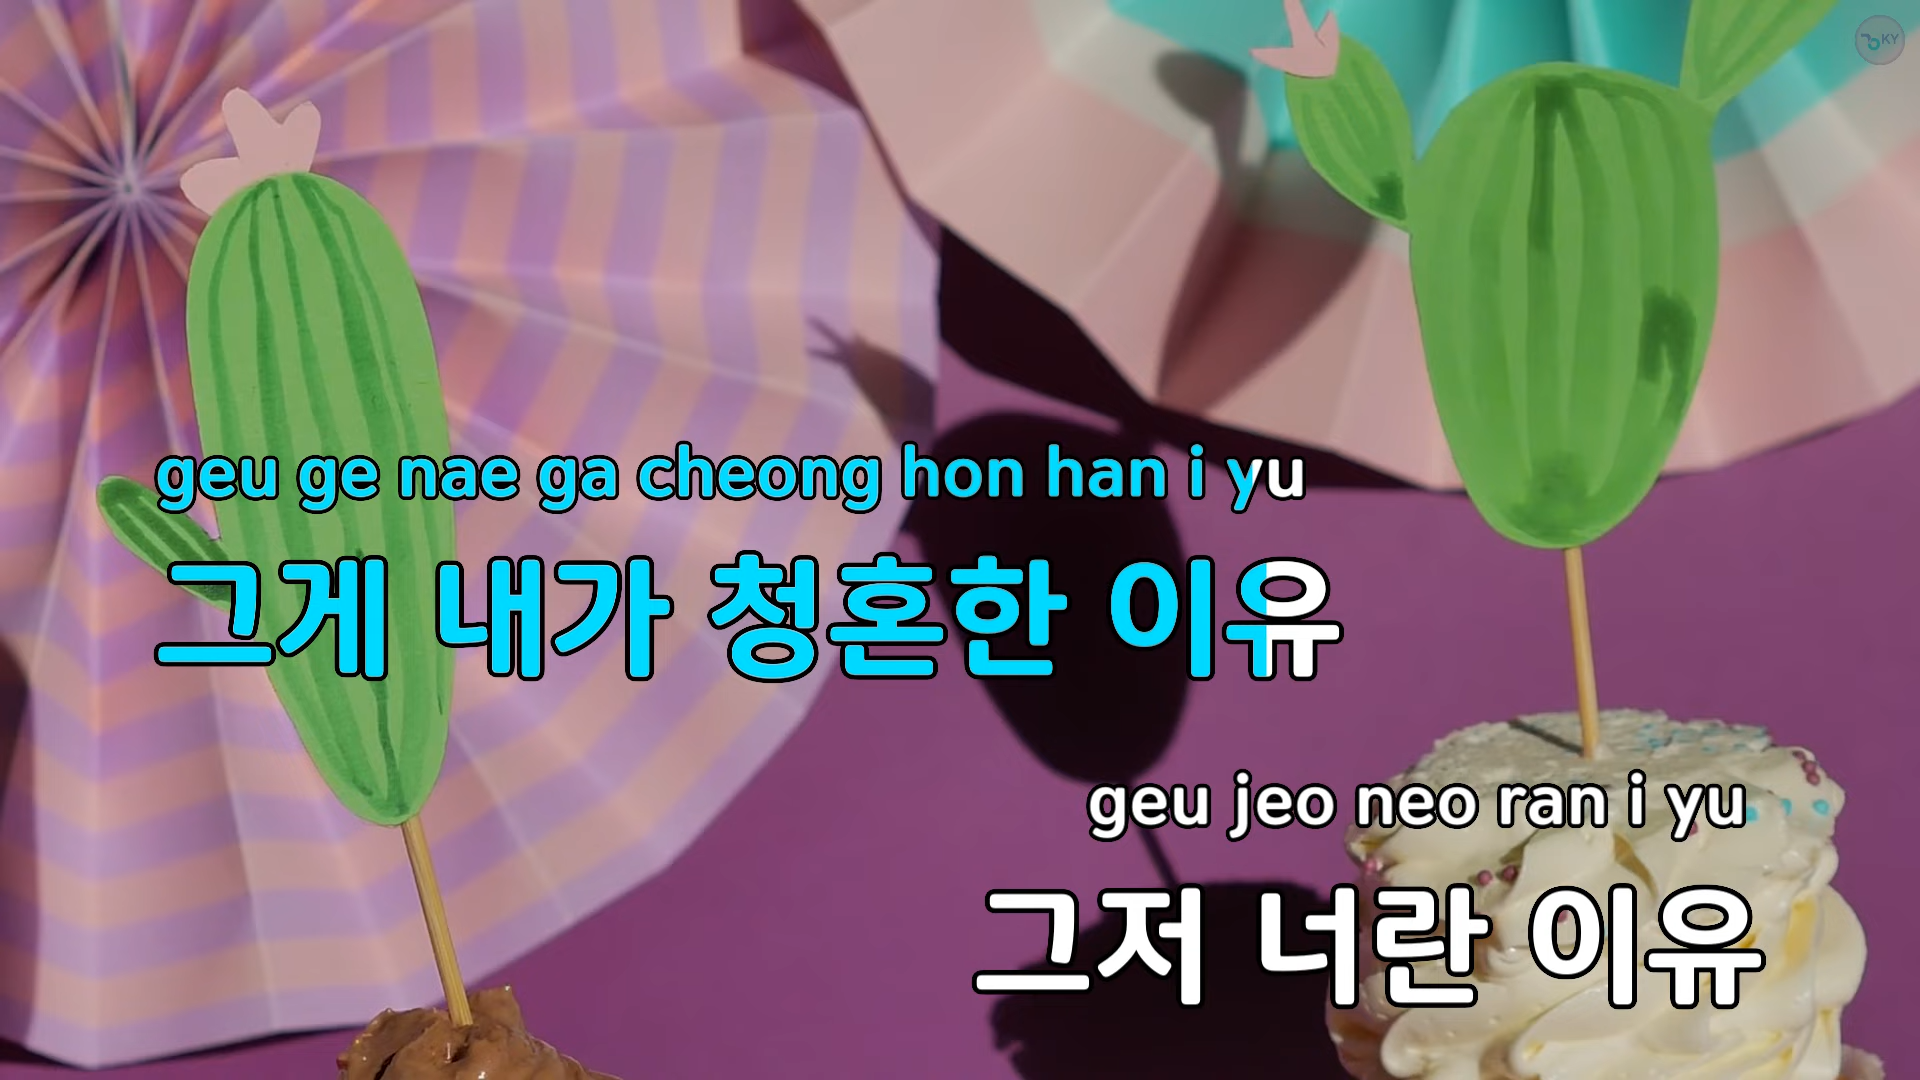 KY
geu ge nae ga cheong hon han i yu
그게 내가 청혼한 이유
geu jeo neo ran i yu
그저 너란 이유